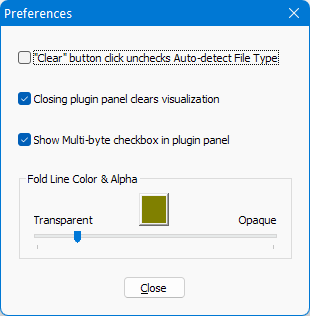 Preferences
"Clear" button click unchecks Auto-detect File Type
Closing plugin panel clears visualization
Show Multi-byte checkbox in plugin panel
Fold Line Color & Alpha
Transparent
Opaque
Close